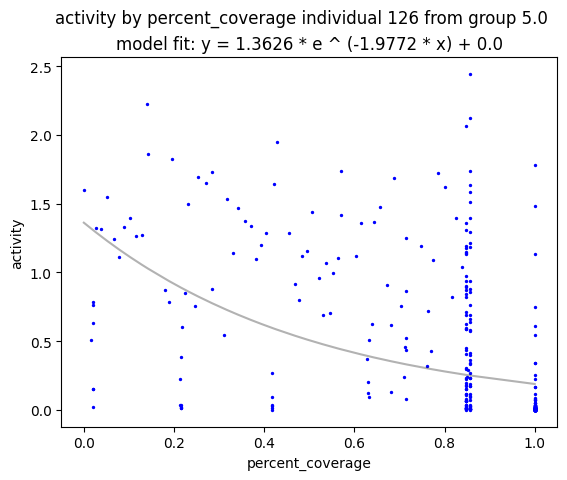 activity by percent_coverage individual 126 from group 5.0
model fit: y = 1.3626 * e ^ (-1.9772 * x) + 0.0
2.5
2.0
1.5
1.0
0.5
0.0
activity
0.0 0.2 0.4 0.6 0.8 1.0
percent_coverage